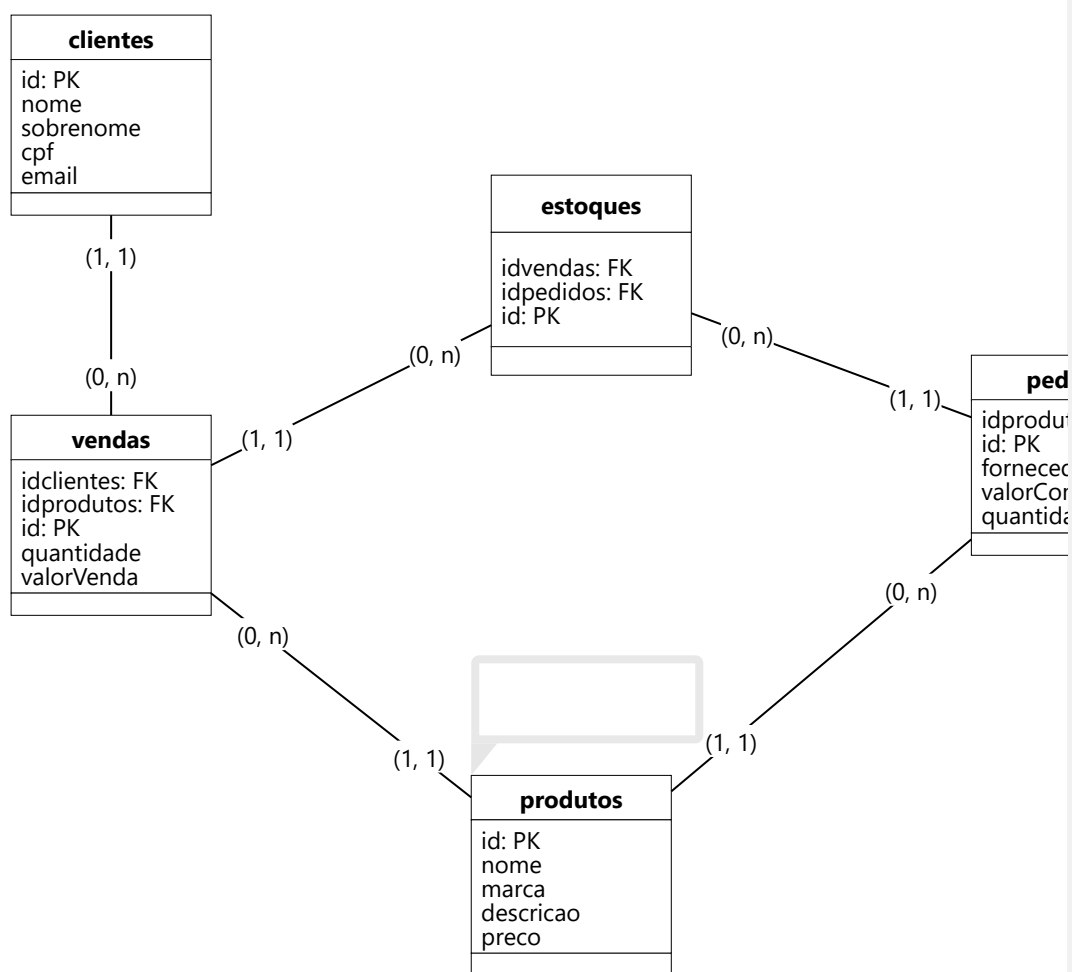 clientes
id: PK
nome
sobrenome
cpf
email
(1, 1)
(0, n)
estoques
idvendas: FK
idpedidos: FK
id: PK
(0, n)
(1, 1)
(0, n)
(1, 1)
vendas
idclientes: FK
idprodutos: FK
id: PK
quantidade
valorVenda
id: PK
(0, n)
(1, 1)
(0, n)
(1, 1)
produtos
id: PK
nome
marca
descricao
preco